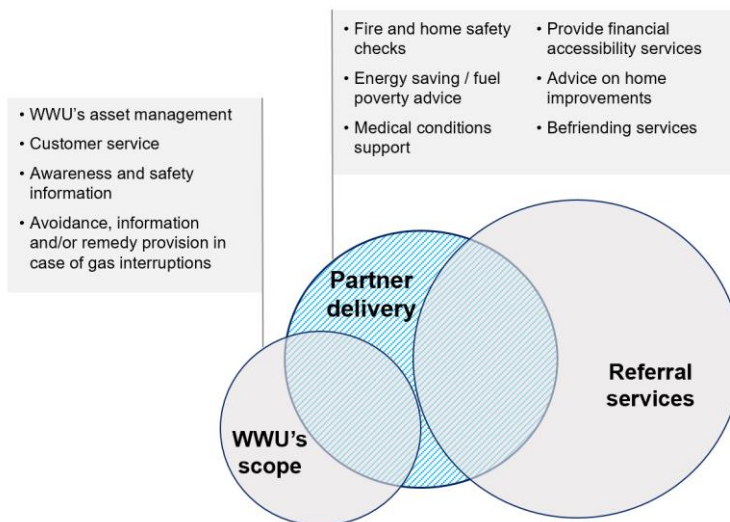 • Fire and home safety
checks
• Energy saving / fuel
poverty advice
• Medical conditions
support
• Provide financial
accessibility services
• Advice on home
improvements
• Befriending services
• WWU's asset management
• Customer service
• Awareness and safety
information
• Avoidance, information
and/or remedy provision in
case of gas interruptions
Partner
delivery
Referral
services
WWU's
scope